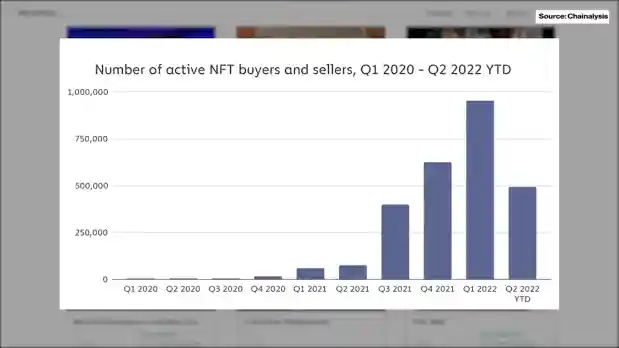 Source: Chainalysis
Number of active NFT buyers and sellers, Q1 2020 - Q2 2022 YTD
1,000,000
750,000
500,000
250,000
0
Q1 2020 Q2 2020 Q3 2020 Q4 2020 Q1 2021 Q2 2021 Q3 2021 Q4 2021 Q1 2022 Q2 2022
YTD